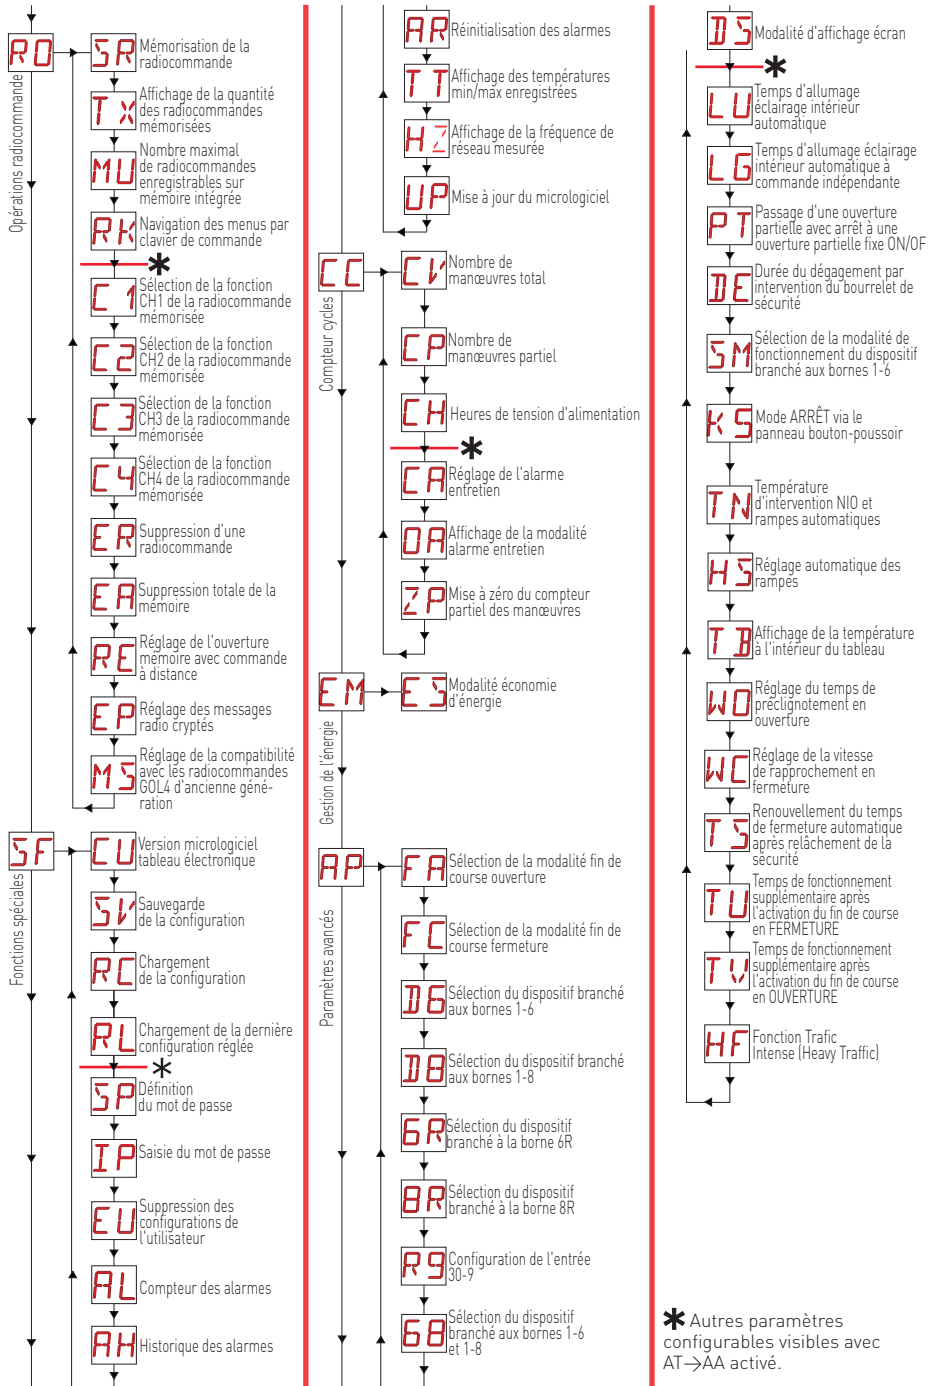 RO
Opérations radiocommande
SR
Mémorisation de la
radiocommande
TX
Affichage de la quantité
des radiocommandes
mémorisées
MU
Nombre maximal
de radiocommandes
enregistrables sur
mémoire intégrée
RK
Navigation des menus par
clavier de commande
*
C1
Sélection de la fonction
CH1 de la radiocommande
mémorisée
C2
Sélection de la fonction
CH2 de la radiocommande
mémorisée
C3
Sélection de la fonction
CH3 de la radiocommande
mémorisée
C4
Sélection de la fonction
CH4 de la radiocommande
mémorisée
ER
Suppression d'une
radiocommande
EA
Suppression totale de la
mémoire
RE
Réglage de l'ouverture
mémoire avec commande
à distance
EP
Réglage des messages
radio cryptés
MS
Réglage de la compatibilité
avec les radiocommandes
GOL4 d'ancienne géné-
ration
SF
Fonctions spéciales
CU
Version micrologiciel
tableau électronique
SV
Sauvegarde
de la configuration
RC
Chargement
de la configuration
RL
Chargement de la dernière
configuration réglée
*
SP
Définition
du mot de passe
IP
Saisie du mot de passe
EU
Suppression des
configurations de
l'utilisateur
AL
Compteur des alarmes
AH
Historique des alarmes
AR
Réinitialisation des alarmes
TT
Affichage des températures
min/max enregistrées
HZ
Affichage de la fréquence de
réseau mesurée
UP
Mise à jour du micrologiciel
CC
Compteur cycles
CV
Nombre de
manœuvres total
CP
Nombre de
manœuvres partiel
CH
Heures de tension d'alimentation
*
CA
Réglage de l'alarme
entretien
OA
Affichage de la modalité
alarme entretien
ZP
Mise à zéro du compteur
partiel des manœuvres
EM
Gestion de l'énergie
ES
Modalité économie
d'énergie
AP
Paramètres avancés
FA
Sélection de la modalité fin de
course ouverture
FC
Sélection de la modalité fin de
course fermeture
D6
Sélection du dispositif branché
aux bornes 1-6
D8
Sélection du dispositif branché
aux bornes 1-8
6R
Sélection du dispositif
branché à la borne 6R
8R
Sélection du dispositif
branché à la borne 8R
R9
Configuration de l'entrée
30-9
68
Sélection du dispositif
branché aux bornes 1-6
et 1-8
DS
Modalité d'affichage écran
*
LU
Temps d'allumage
éclairage intérieur
automatique
LG
Temps d'allumage éclairage
intérieur automatique à
commande indépendante
PT
Passage d'une ouverture
partielle avec arrêt à une
ouverture partielle fixe ON/OF
DE
Durée du dégagement par
intervention du bourrelet de
sécurité
SM
Sélection de la modalité de
fonctionnement du dispositif
branché aux bornes 1-6
KS
Mode ARRÊT via le
panneau bouton-poussoir
TN
Température
d'intervention NIO et
rampes automatiques
HS
Réglage automatique des
rampes
TB
Affichage de la température
à l'intérieur du tableau
WO
Réglage du temps de
préclignotement en
ouverture
WC
Réglage de la vitesse
de rapprochement en
fermeture
TS
Renouvellement du temps
de fermeture automatique
après relâchement de la
sécurité
TU
Temps de fonctionnement
supplémentaire après
l'activation du fin de course
en FERMETURE
TV
Temps de fonctionnement
supplémentaire après
l'activation du fin de course
en OUVERTURE
HF
Fonction Trafic
Intense (Heavy Traffic)
* Autres paramètres
configurables visibles avec
AT→AA activé.